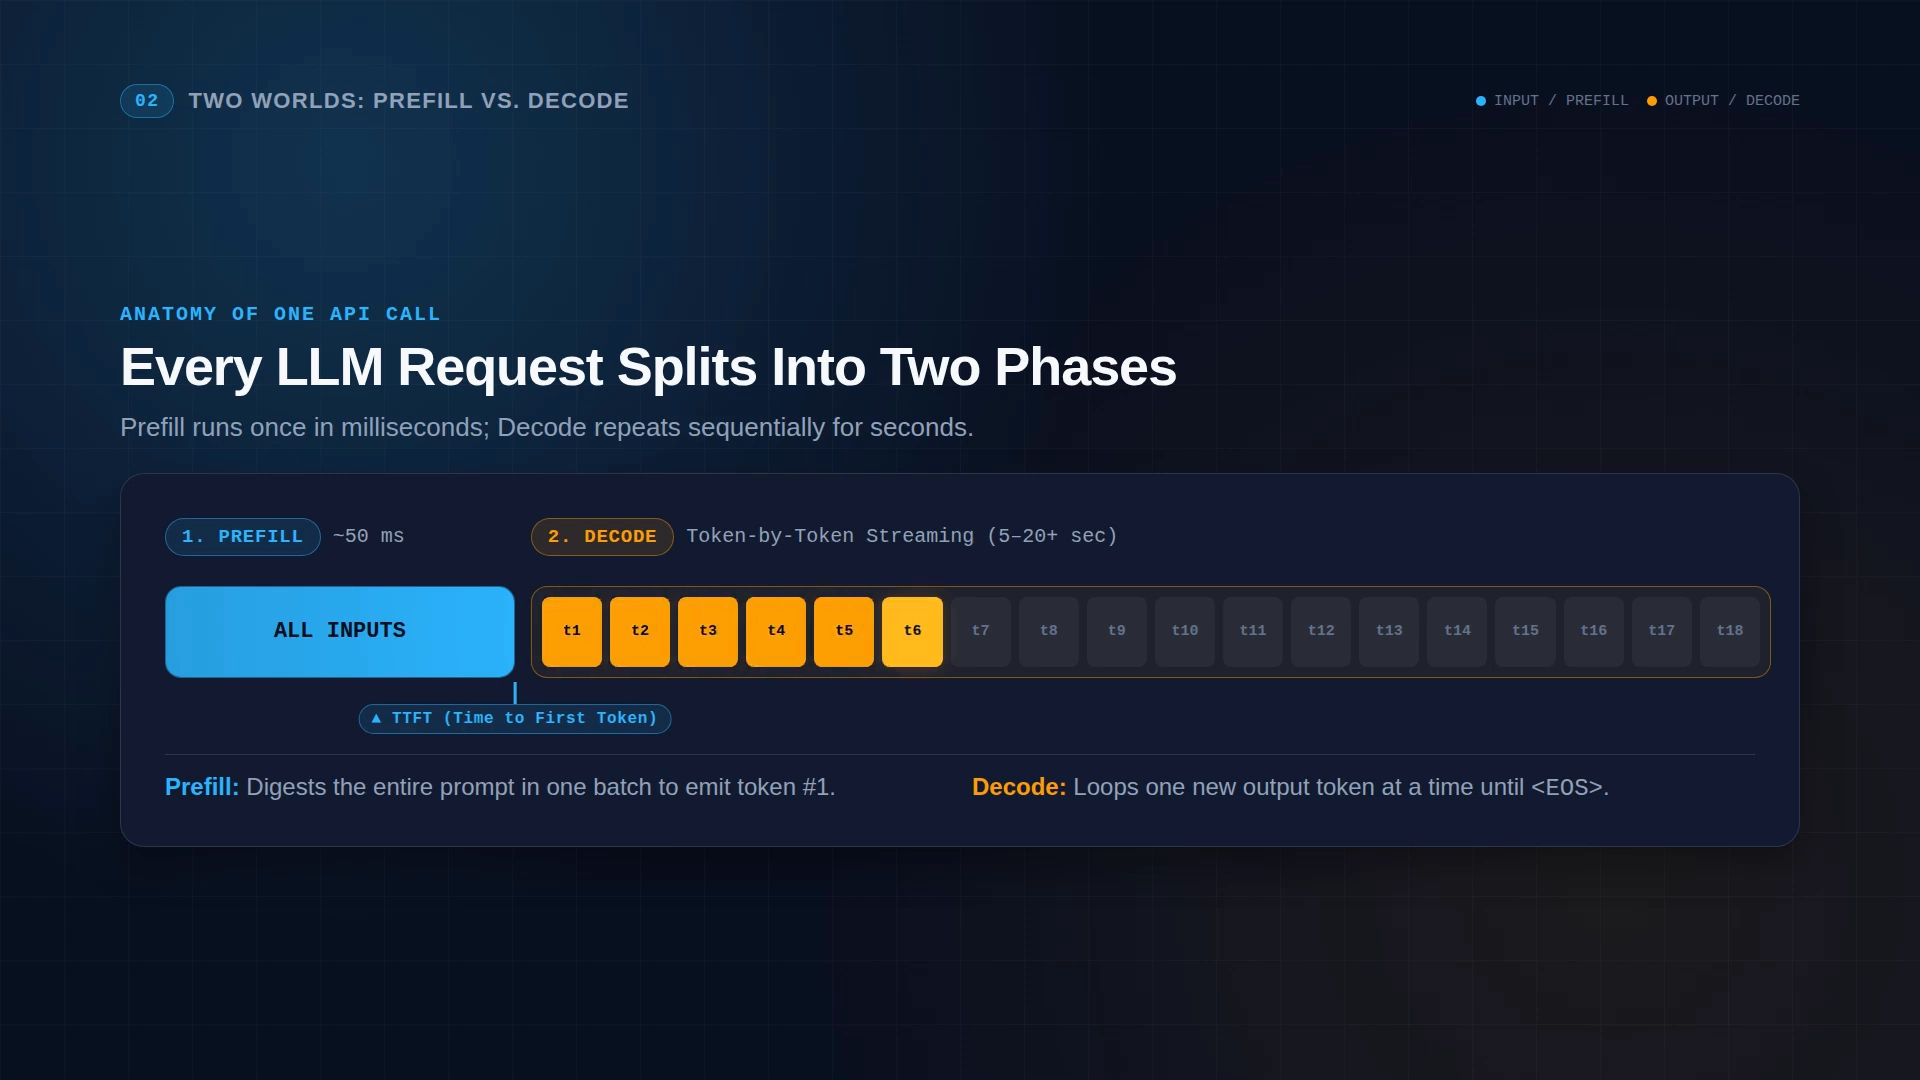 02 TWO WORLDS: PREFILL VS. DECODE
INPUT / PREFILL OUTPUT / DECODE
ANATOMY OF ONE API CALL
Every LLM Request Splits Into Two Phases
Prefill runs once in milliseconds; Decode repeats sequentially for seconds.
1. PREFILL ~50 ms
2. DECODE Token-by-Token Streaming (5–20+ sec)
ALL INPUTS
t1 t2 t3 t4 t5 t6 t7 t8 t9 t10 t11 t12 t13 t14 t15 t16 t17 t18
▲ TTFT (Time to First Token)
Prefill: Digests the entire prompt in one batch to emit token #1.
Decode: Loops one new output token at a time until <EOS>.